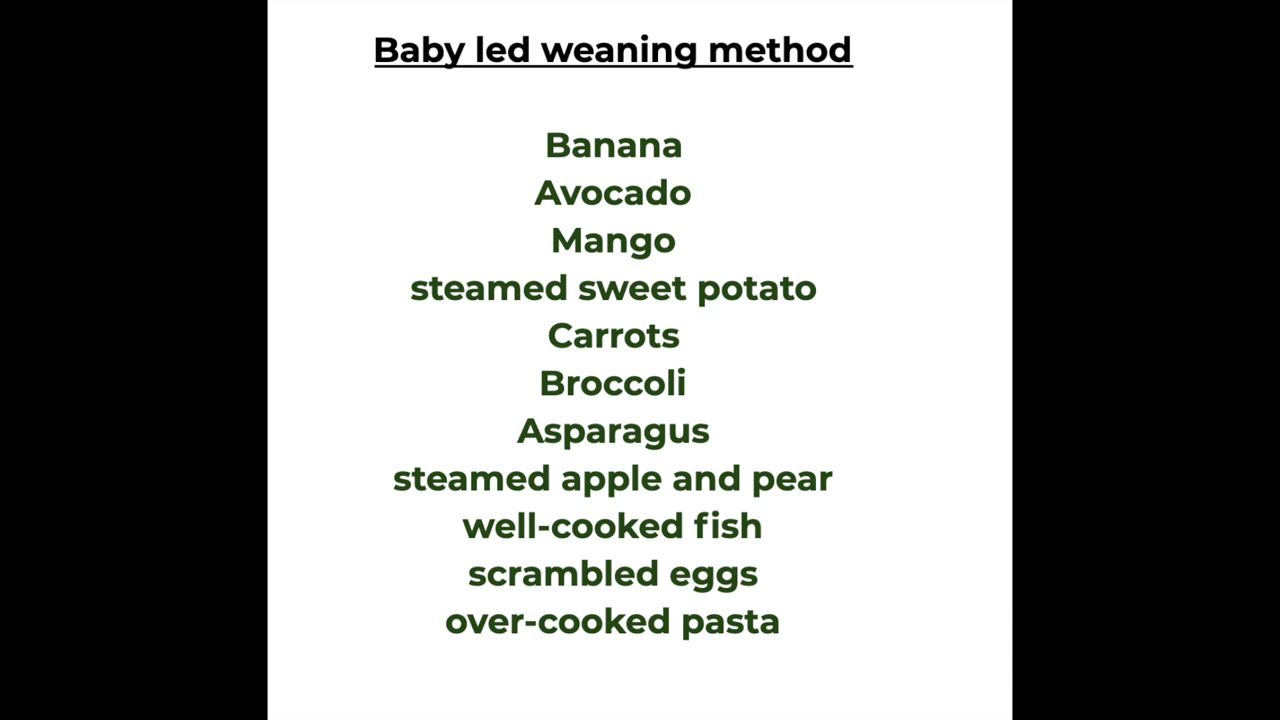 Baby led weaning method
Banana
Avocado
Mango
steamed sweet potato
Carrots
Broccoli
Asparagus
steamed apple and pear
well-cooked fish
scrambled eggs
over-cooked pasta